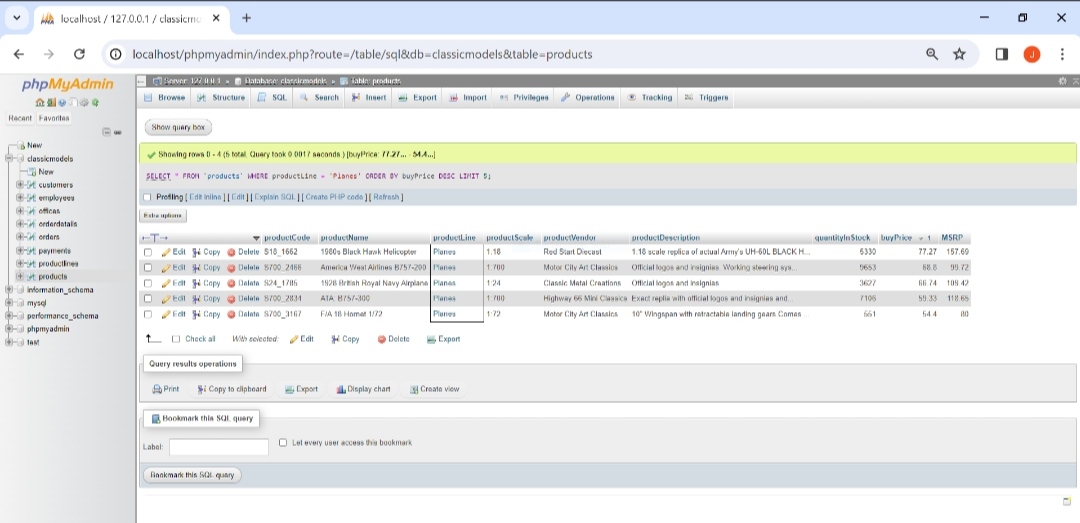 localhost / 127.0.0.1 / classicmo
localhost/phpmyadmin/index.php?route=/table/sql&db=classicmodels&table=products
J
phpMyAdmin
Recent Favorites
New
classicmodels
New
customers
employees
offices
orderdetails
orders
payments
productlines
products
information_schema
mysql
performance_schema
phpmyadmin
test
Server: 127.0.0.1 » Database: classicmodels » Table: products
Browse Structure SQL Search Insert Export Import Privileges Operations Tracking Triggers
Show query box
Showing rows 0 - 4 (5 total, Query took 0.0017 seconds.) [buyPrice: 77.27... - 54.4...]
SELECT * FROM `products` WHERE productLine = 'Planes' ORDER BY buyPrice DESC LIMIT 5;
Profiling [ Edit inline ] [ Edit ] [ Explain SQL ] [ Create PHP code ] [ Refresh ]
Extra options
productCode productName productLine productScale productVendor productDescription quantityInStock buyPrice 1 MSRP
Edit Copy Delete S18_1662 1980s Black Hawk Helicopter Planes 1:18 Red Start Diecast 1:18 scale replica of actual Army's UH-60L BLACK H... 5330 77.27 157.69
Edit Copy Delete S700_2466 America West Airlines B757-200 Planes 1:700 Motor City Art Classics Official logos and insignias. Working steering sys... 9653 68.8 99.72
Edit Copy Delete S24_1785 1928 British Royal Navy Airplane Planes 1:24 Classic Metal Creations Official logos and insignias 3627 66.74 109.42
Edit Copy Delete S700_2834 ATA: B757-300 Planes 1:700 Highway 66 Mini Classics Exact replia with official logos and insignias and... 7106 59.33 118.65
Edit Copy Delete S700_3167 F/A 18 Hornet 1/72 Planes 1:72 Motor City Art Classics 10" Wingspan with retractable landing gears.Comes... 551 54.4 80
Check all With selected: Edit Copy Delete Export
Query results operations
Print Copy to clipboard Export Display chart Create view
Bookmark this SQL query
Label: Let every user access this bookmark
Bookmark this SQL query